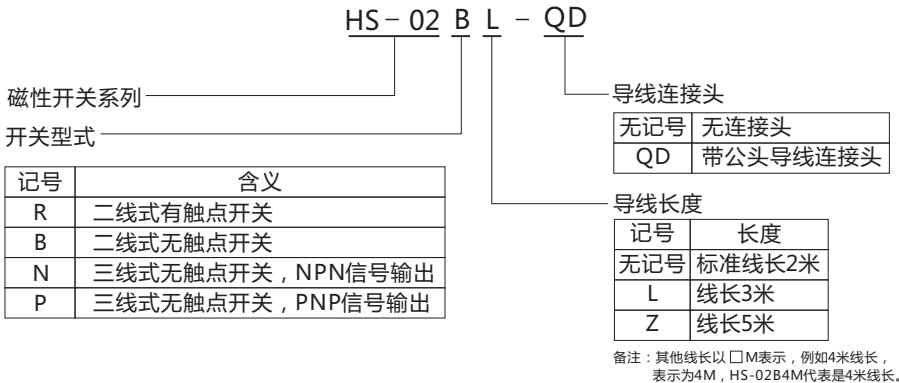 HS-02 B L - QD
磁性开关系列
开关型式
记号 含义
R 二线式有触点开关
B 二线式无触点开关
N 三线式无触点开关，NPN信号输出
P 三线式无触点开关，PNP信号输出
导线连接头
无记号 无连接头
QD 带公头导线连接头
导线长度
记号 长度
无记号 标准线长2米
L 线长3米
Z 线长5米
备注：其他线长以□M表示，例如4米线长，
表示为4M，HS-02B4M代表是4米线长。